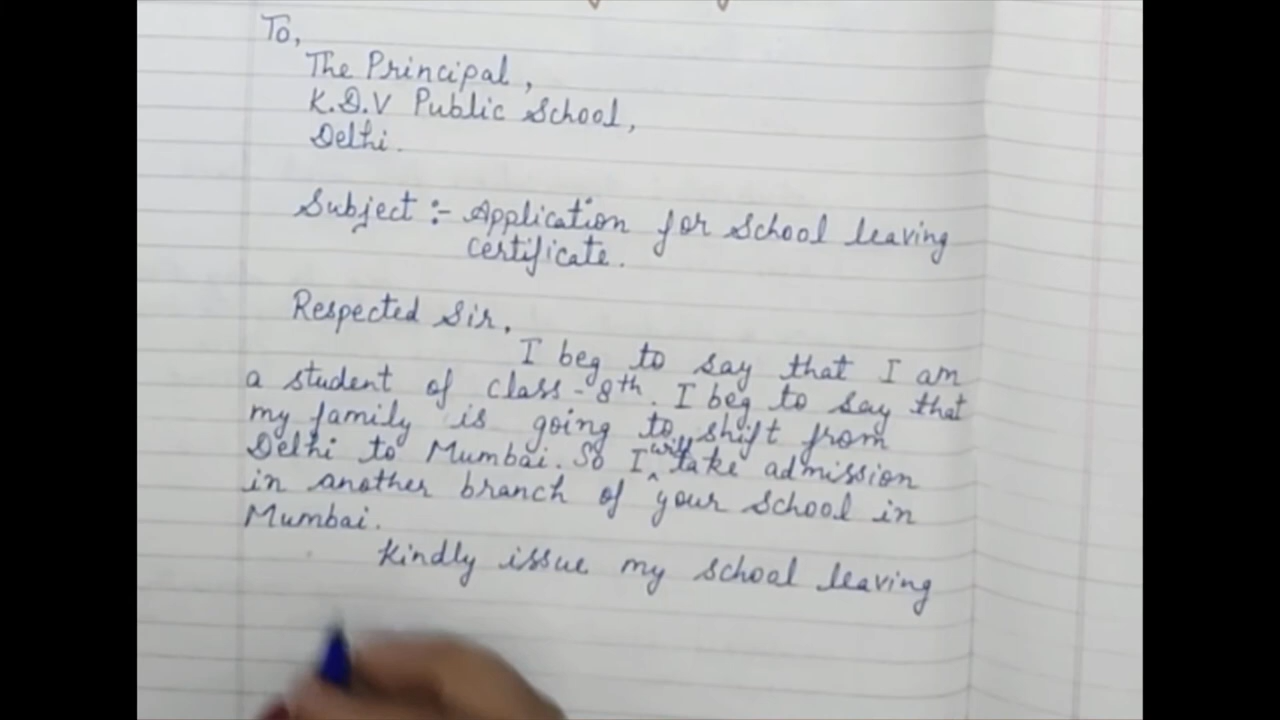 To,
The Principal,
K.D.V Public School,
Delhi.
Subject :- Application for School leaving
certificate.
Respected Sir,
I beg to say that I am
a student of class - 8th. I beg to say that
my family is going to shift from
Delhi to Mumbai. So I will take admission
in another branch of your School in
Mumbai.
Kindly issue my school leaving